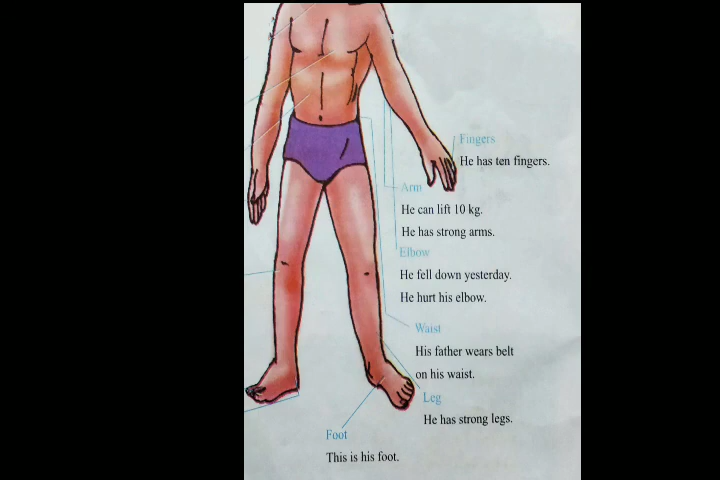 Fingers
He has ten fingers.
Arm
He can lift 10 kg.
He has strong arms.
Elbow
He fell down yesterday.
He hurt his elbow.
Waist
His father wears belt
on his waist.
Leg
He has strong legs.
Foot
This is his foot.